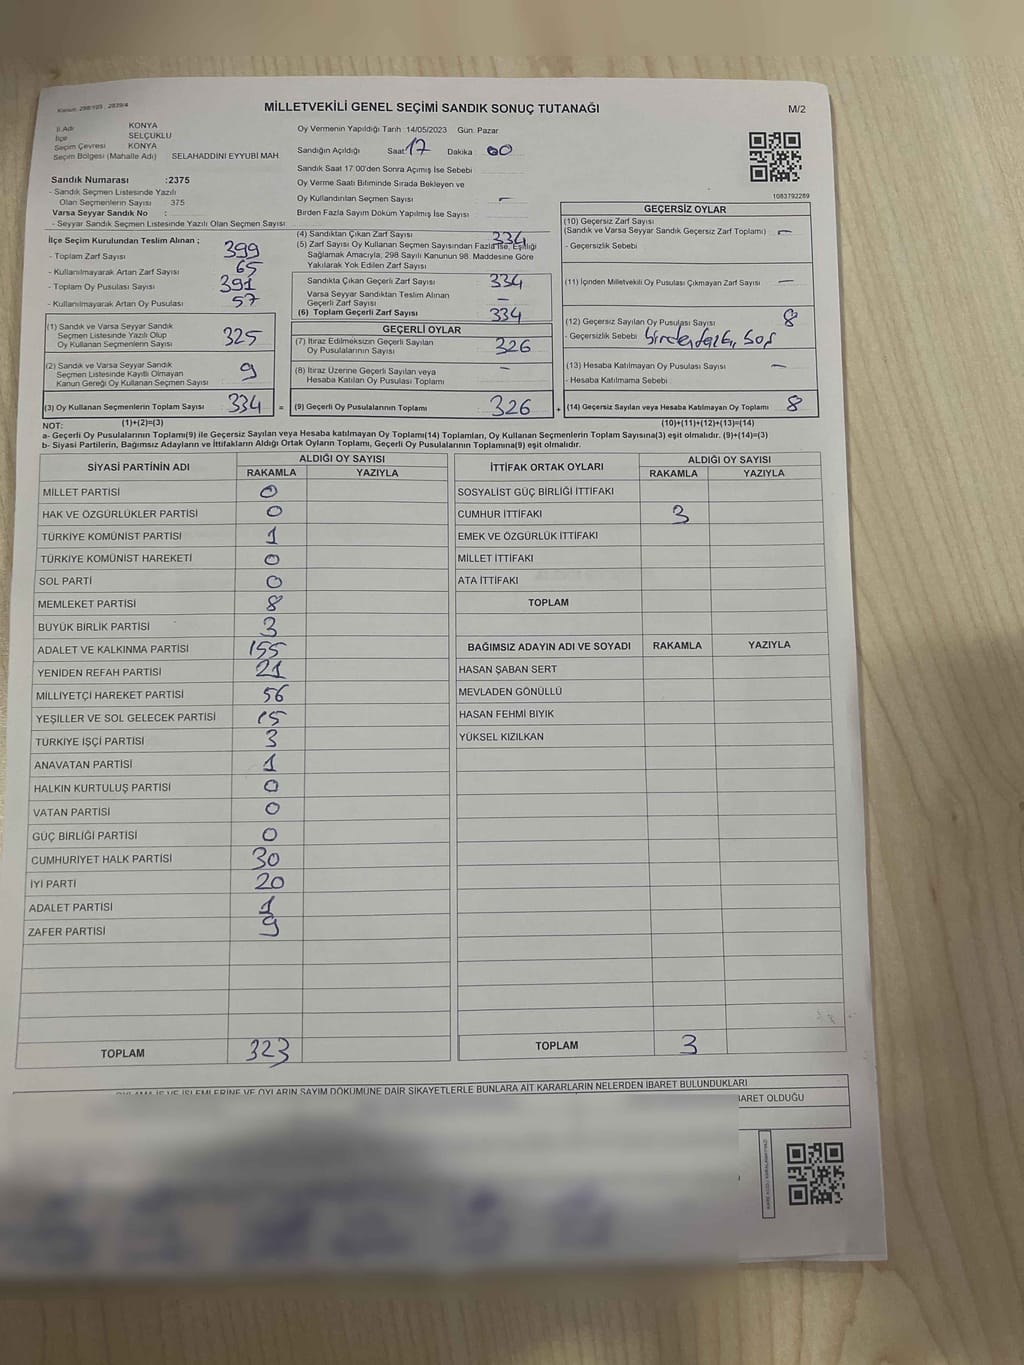 Kanun: 298/105 , 2839/4
MİLLETVEKİLİ GENEL SEÇİMİ SANDIK SONUÇ TUTANAĞI
M/2
İl Adı KONYA
İlçe SELÇUKLU
Seçim Çevresi KONYA
Seçim Bölgesi (Mahalle Adı) SELAHADDİNİ EYYUBİ MAH.
Oy Vermenin Yapıldığı Tarih :14/05/2023 Gün: Pazar
Sandığın Açıldığı Saat 17 Dakika 00
Sandık Saat 17:00'den Sonra Açımış İse Sebebi
Oy Verme Saati Bitiminde Sırada Bekleyen ve
Oy Kullandırılan Seçmen Sayısı –
Birden Fazla Sayım Döküm Yapılmış İse Sayısı
1083792289
Sandık Numarası :2375
- Sandık Seçmen Listesinde Yazılı
Olan Seçmenlerin Sayısı 375
Varsa Seyyar Sandık No :
- Seyyar Sandık Seçmen Listesinde Yazılı Olan Seçmen Sayısı
İlçe Seçim Kurulundan Teslim Alınan ;
- Toplam Zarf Sayısı 399
- Kullanılmayarak Artan Zarf Sayısı 65
- Toplam Oy Pusulası Sayısı 391
- Kullanılmayarak Artan Oy Pusulası 57
(1) Sandık ve Varsa Seyyar Sandık
Seçmen Listesinde Yazılı Olup
Oy Kullanan Seçmenlerin Sayısı 325
(2) Sandık ve Varsa Seyyar Sandık
Seçmen Listesinde Kayıtlı Olmayan
Kanun Gereği Oy Kullanan Seçmen Sayısı 9
(3) Oy Kullanan Seçmenlerin Toplam Sayısı 334 =
(1)+(2)=(3)
(4) Sandıktan Çıkan Zarf Sayısı 334
(5) Zarf Sayısı Oy Kullanan Seçmen Sayısından Fazla İse, Eşitliği
Sağlamak Amacıyla, 298 Sayılı Kanunun 98. Maddesine Göre
Yakılarak Yok Edilen Zarf Sayısı
Sandıkta Çıkan Geçerli Zarf Sayısı 334
Varsa Seyyar Sandıktan Teslim Alınan
Geçerli Zarf Sayısı –
(6) Toplam Geçerli Zarf Sayısı 334
GEÇERLİ OYLAR
(7) İtiraz Edilmeksizin Geçerli Sayılan
Oy Pusulalarının Sayısı 326
(8) İtiraz Üzerine Geçerli Sayılan veya
Hesaba Katılan Oy Pusulası Toplamı –
(9) Geçerli Oy Pusulalarının Toplamı 326 +
GEÇERSİZ OYLAR
(10) Geçersiz Zarf Sayısı
(Sandık ve Varsa Seyyar Sandık Geçersiz Zarf Toplamı) –
- Geçersizlik Sebebi
(11) İçinden Milletvekili Oy Pusulası Çıkmayan Zarf Sayısı –
(12) Geçersiz Sayılan Oy Pusulası Sayısı 8
- Geçersizlik Sebebi birden fazla, boş
(13) Hesaba Katılmayan Oy Pusulası Sayısı –
- Hesaba Katılmama Sebebi
(14) Geçersiz Sayılan veya Hesaba Katılmayan Oy Toplamı 8
(10)+(11)+(12)+(13)=(14)
NOT:
a- Geçerli Oy Pusulalarının Toplamı(9) ile Geçersiz Sayılan veya Hesaba katılmayan Oy Toplamı(14) Toplamları, Oy Kullanan Seçmenlerin Toplam Sayısına(3) eşit olmalıdır. (9)+(14)=(3)
b- Siyasi Partilerin, Bağımsız Adayların ve İttifakların Aldığı Ortak Oyların Toplamı, Geçerli Oy Pusulalarının Toplamına(9) eşit olmalıdır.
SİYASİ PARTİNİN ADI ALDIĞI OY SAYISI
RAKAMLA YAZIYLA
MİLLET PARTİSİ 0
HAK VE ÖZGÜRLÜKLER PARTİSİ 0
TÜRKİYE KOMÜNİST PARTİSİ 1
TÜRKİYE KOMÜNİST HAREKETİ 0
SOL PARTİ 0
MEMLEKET PARTİSİ 8
BÜYÜK BİRLİK PARTİSİ 3
ADALET VE KALKINMA PARTİSİ 155
YENİDEN REFAH PARTİSİ 21
MİLLİYETÇİ HAREKET PARTİSİ 56
YEŞİLLER VE SOL GELECEK PARTİSİ 15
TÜRKİYE İŞÇİ PARTİSİ 3
ANAVATAN PARTİSİ 1
HALKIN KURTULUŞ PARTİSİ 0
VATAN PARTİSİ 0
GÜÇ BİRLİĞİ PARTİSİ 0
CUMHURİYET HALK PARTİSİ 30
İYİ PARTİ 20
ADALET PARTİSİ 1
ZAFER PARTİSİ 9
TOPLAM 323
İTTİFAK ORTAK OYLARI ALDIĞI OY SAYISI
RAKAMLA YAZIYLA
SOSYALİST GÜÇ BİRLİĞİ İTTİFAKI
CUMHUR İTTİFAKI 3
EMEK VE ÖZGÜRLÜK İTTİFAKI
MİLLET İTTİFAKI
ATA İTTİFAKI
TOPLAM
BAĞIMSIZ ADAYIN ADI VE SOYADI RAKAMLA YAZIYLA
HASAN ŞABAN SERT
MEVLADEN GÖNÜLLÜ
HASAN FEHMİ BIYIK
YÜKSEL KIZILKAN
TOPLAM 3
OYLAMA İŞ VE İŞLEMLERİNE VE OYLARIN SAYIM DÖKÜMÜNE DAİR ŞİKAYETLERLE BUNLARA AİT KARARLARIN NELERDEN İBARET BULUNDUKLARI
İBARET OLDUĞU